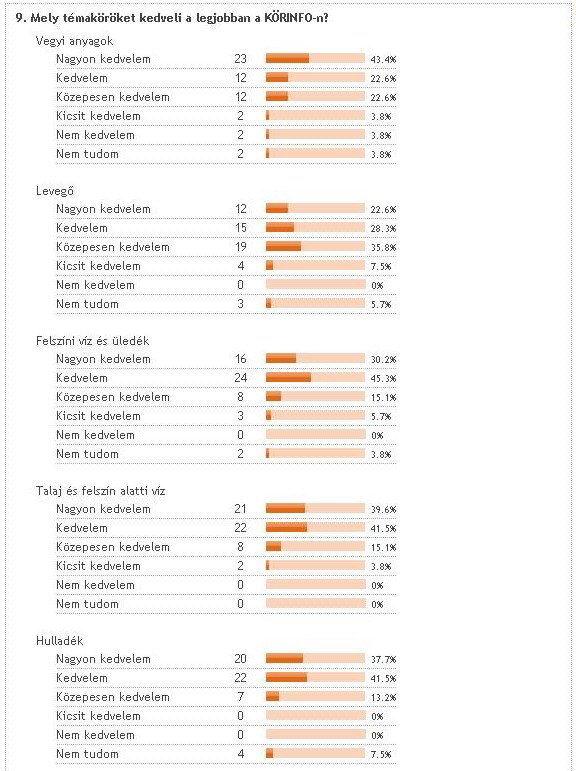 9. Mely témaköröket kedveli a legjobban a KÖRINFO-n?
Vegyi anyagok
Nagyon kedvelem 23 43.4%
Kedvelem 12 22.6%
Közepesen kedvelem 12 22.6%
Kicsit kedvelem 2 3.8%
Nem kedvelem 2 3.8%
Nem tudom 2 3.8%
Levegő
Nagyon kedvelem 12 22.6%
Kedvelem 15 28.3%
Közepesen kedvelem 19 35.8%
Kicsit kedvelem 4 7.5%
Nem kedvelem 0 0%
Nem tudom 3 5.7%
Felszíni víz és üledék
Nagyon kedvelem 16 30.2%
Kedvelem 24 45.3%
Közepesen kedvelem 8 15.1%
Kicsit kedvelem 3 5.7%
Nem kedvelem 0 0%
Nem tudom 2 3.8%
Talaj és felszín alatti víz
Nagyon kedvelem 21 39.6%
Kedvelem 22 41.5%
Közepesen kedvelem 8 15.1%
Kicsit kedvelem 2 3.8%
Nem kedvelem 0 0%
Nem tudom 0 0%
Hulladék
Nagyon kedvelem 20 37.7%
Kedvelem 22 41.5%
Közepesen kedvelem 7 13.2%
Kicsit kedvelem 0 0%
Nem kedvelem 0 0%
Nem tudom 4 7.5%